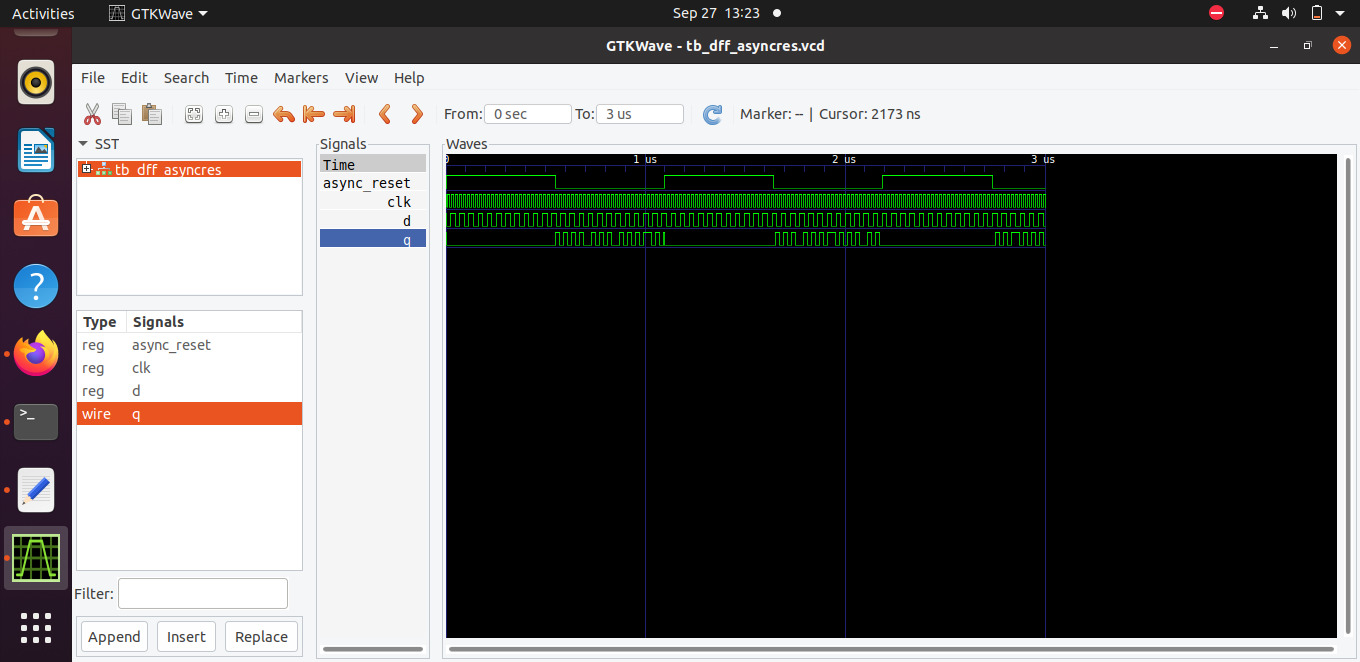 Activities GTKWave Sep 27 13:23
GTKWave - tb_dff_asyncres.vcd
File Edit Search Time Markers View Help
From: 0 sec To: 3 us Marker: -- | Cursor: 2173 ns
SST
tb_dff_asyncres
Type Signals
reg async_reset
reg clk
reg d
wire q
Filter:
Append Insert Replace
Signals
Time
async_reset
clk
d
q
Waves
0 1 us 2 us 3 us